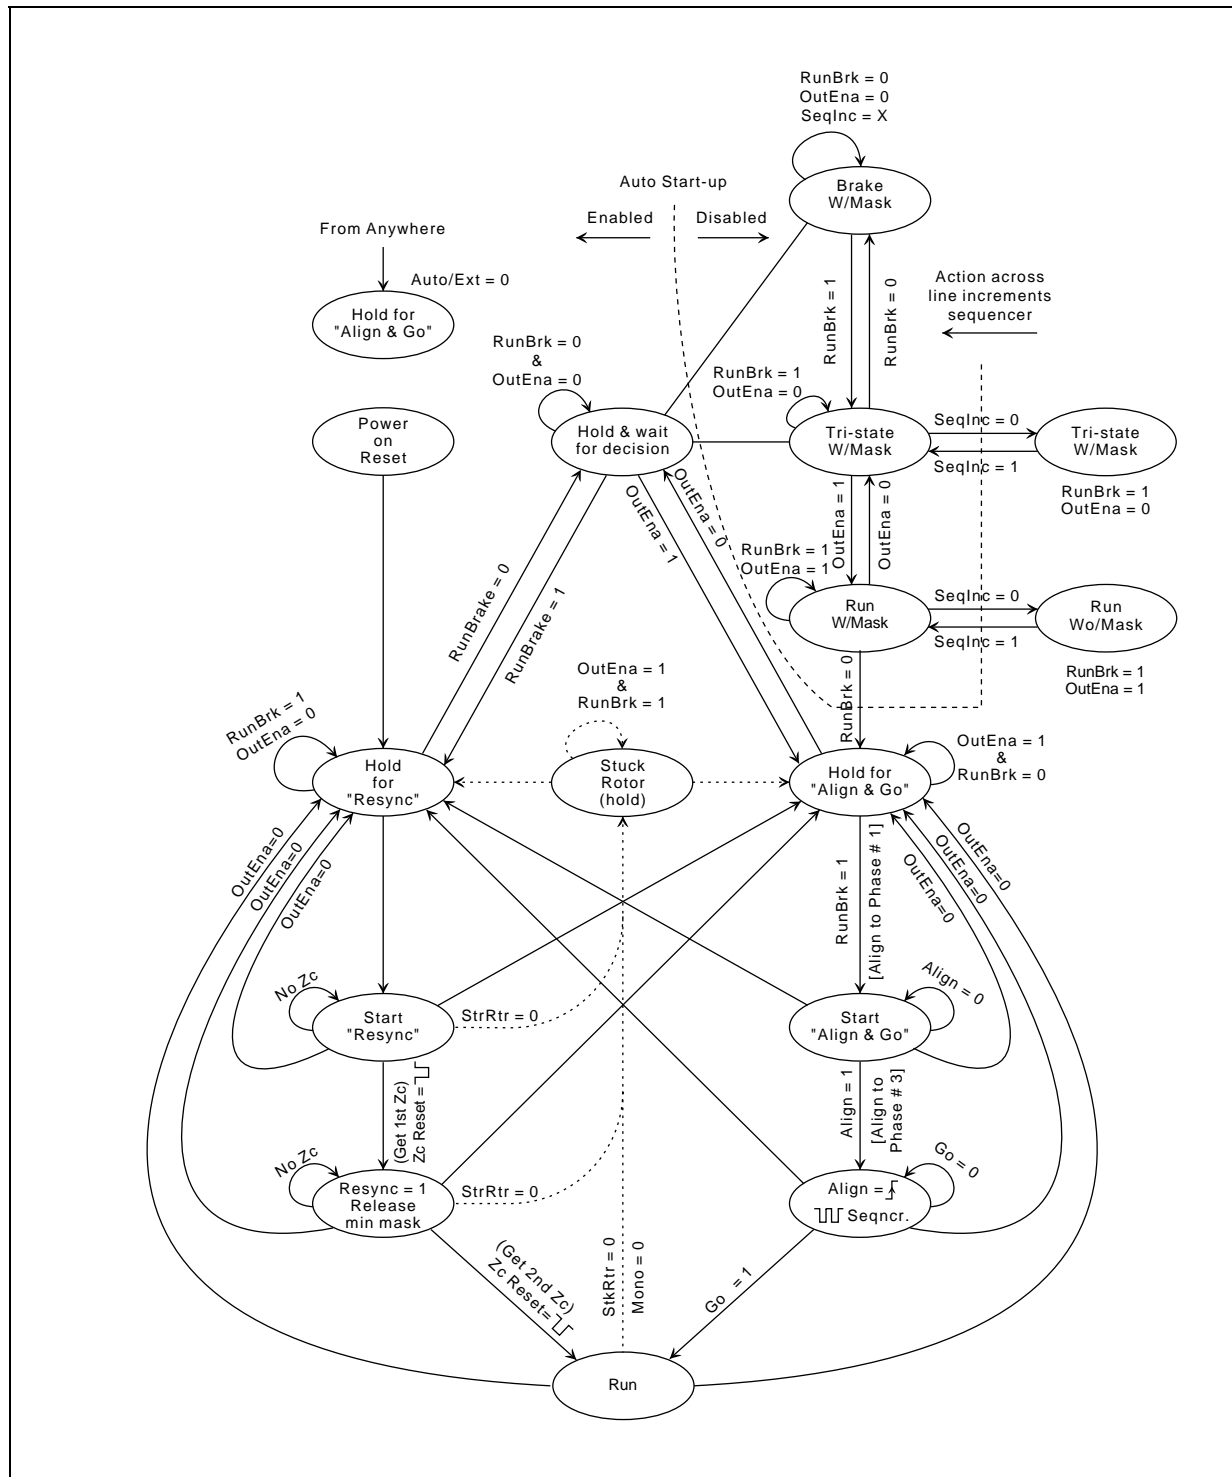 RunBrk = 0
OutEna = 0
SeqInc = X
Auto Start-up
Brake
W/Mask
Enabled
Disabled
From Anywhere
Auto/Ext = 0
Hold for
"Align & Go"
RunBrk = 1
RunBrk = 0
Action across
line increments
sequencer
RunBrk = 0
&
OutEna = 0
RunBrk = 1
OutEna = 0
Power
on
Reset
Hold & wait
for decision
Tri-state
W/Mask
SeqInc = 0
SeqInc = 1
Tri-state
W/Mask
RunBrk = 1
OutEna = 0
OutEna = 1
OutEna = 0
OutEna = 1
OutEna = 0
RunBrk = 1
OutEna = 1
Run
W/Mask
SeqInc = 0
SeqInc = 1
Run
Wo/Mask
RunBrk = 1
OutEna = 1
RunBrake = 0
RunBrake = 1
RunBrk = 0
OutEna = 1
&
RunBrk = 1
RunBrk = 1
OutEna = 0
Hold
for
"Resync"
Stuck
Rotor
(hold)
Hold for
"Align & Go"
OutEna = 1
&
RunBrk = 0
OutEna=0
OutEna=0
OutEna=0
RunBrk = 1
[Align to Phase # 1]
OutEna=0
OutEna=0
OutEna=0
No Zc
Start
"Resync"
StrRtr = 0
Start
"Align & Go"
Align = 0
(Get 1st Zc)
Zc Reset =
Align = 1
[Align to
Phase # 3]
No Zc
Resync = 1
Release
min mask
StrRtr = 0
Align =
Seqncr.
Go = 0
(Get 2nd Zc)
Zc Reset=
StkRtr = 0
Mono = 0
Go = 1
Run